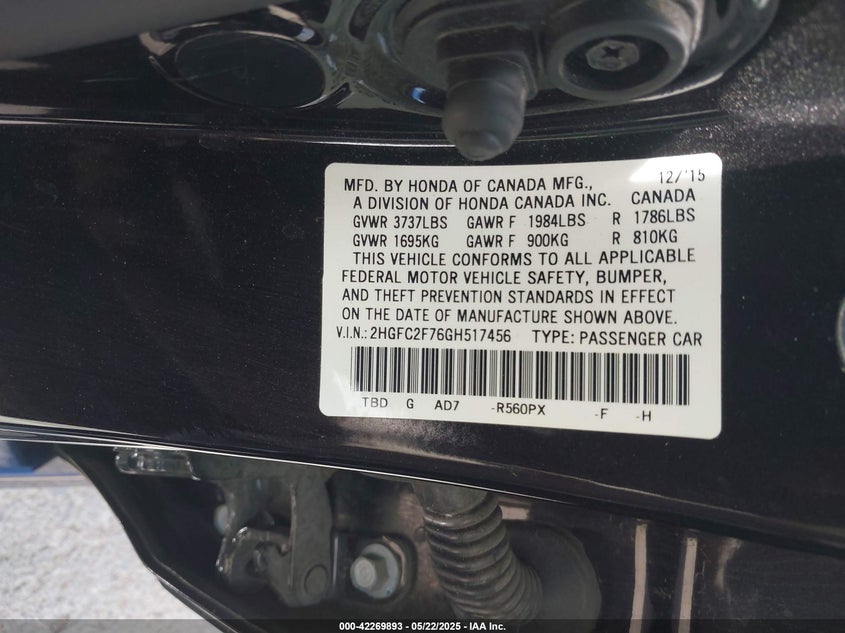 12/'15
MFD. BY HONDA OF CANADA MFG.,
A DIVISION OF HONDA CANADA INC. CANADA
GVWR 3737LBS GAWR F 1984LBS R 1786LBS
GVWR 1695KG GAWR F 900KG R 810KG
THIS VEHICLE CONFORMS TO ALL APPLICABLE
FEDERAL MOTOR VEHICLE SAFETY, BUMPER,
AND THEFT PREVENTION STANDARDS IN EFFECT
ON THE DATE OF MANUFACTURE SHOWN ABOVE.
V.I.N.: 2HGFC2F76GH517456 TYPE: PASSENGER CAR
TBD G AD7 -R560PX -F -H
000-42269893 - 05/22/2025 - IAA Inc.